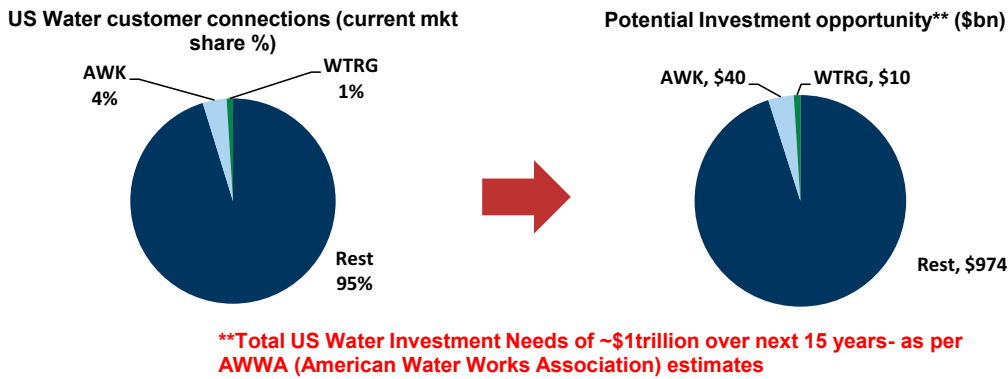 US Water customer connections (current mkt
share %)
AWK
4%
WTRG
1%
Rest
95%
Potential Investment opportunity** ($bn)
AWK, $40
WTRG, $10
Rest, $974
**Total US Water Investment Needs of ~$1trillion over next 15 years- as per
AWWA (American Water Works Association) estimates